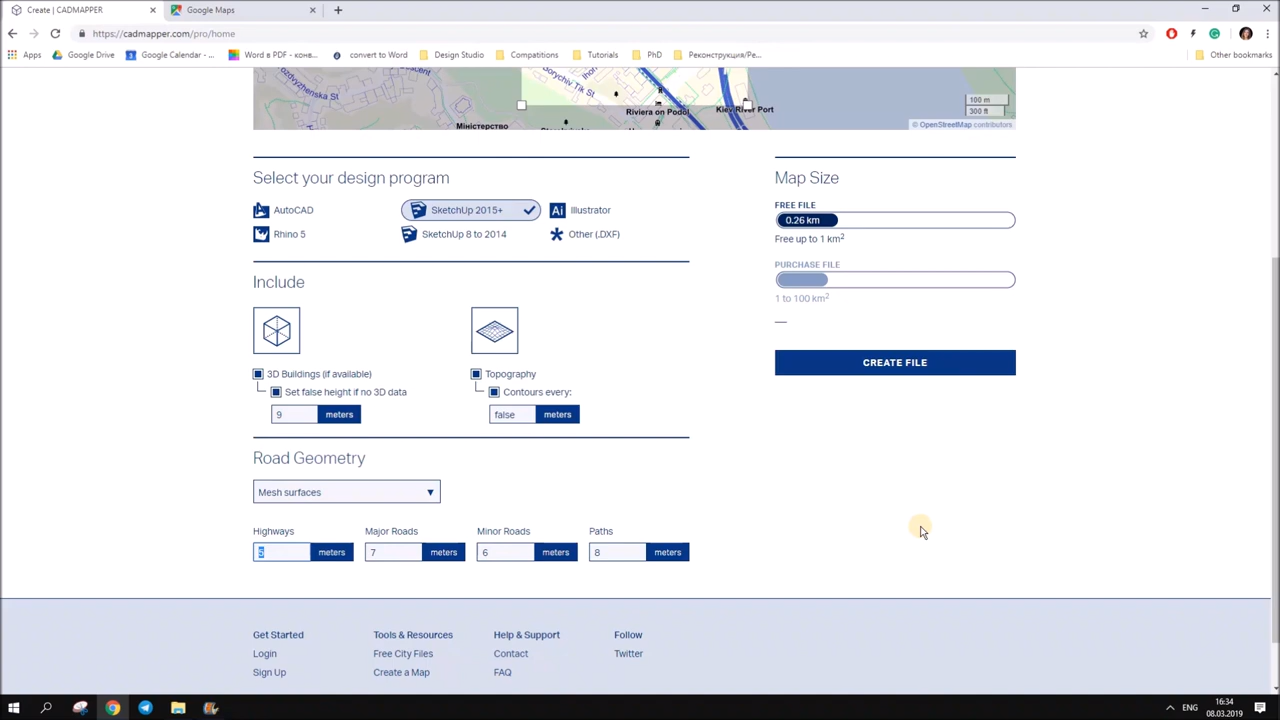 Create | CADMAPPER
Google Maps
https://cadmapper.com/pro/home
Apps
Google Drive
Google Calendar - ...
Word в PDF - конв...
convert to Word
Design Studio
Compatitions
Tutorials
PhD
Реконструкция/Ре...
Other bookmarks
Borychiv Tik St
Riviera on Podol
Kiev River Port
Міністерство
100 m
300 ft
© OpenStreetMap contributors
Select your design program
AutoCAD
SketchUp 2015+
Ai Illustrator
Rhino 5
SketchUp 8 to 2014
Other (.DXF)
Map Size
FREE FILE
0.26 km
Free up to 1 km2
PURCHASE FILE
1 to 100 km2
—
CREATE FILE
Include
3D Buildings (if available)
Set false height if no 3D data
9 meters
Topography
Contours every:
false meters
Road Geometry
Mesh surfaces
Highways
Major Roads
Minor Roads
Paths
meters
7 meters
6 meters
8 meters
Get Started
Tools & Resources
Help & Support
Follow
Login
Free City Files
Contact
Twitter
Sign Up
Create a Map
FAQ
ENG
16:34
08.03.2019